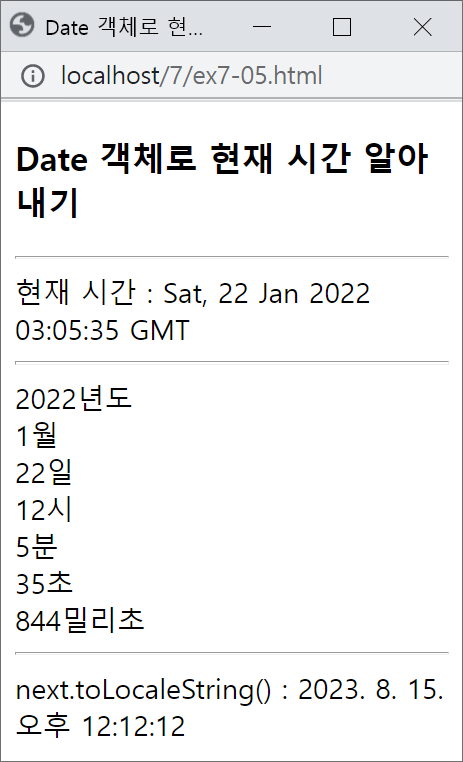 Date 객체로 현...
localhost/7/ex7-05.html
Date 객체로 현재 시간 알아
내기
현재 시간 : Sat, 22 Jan 2022
03:05:35 GMT
2022년도
1월
22일
12시
5분
35초
844밀리초
next.toLocaleString() : 2023. 8. 15.
오후 12:12:12